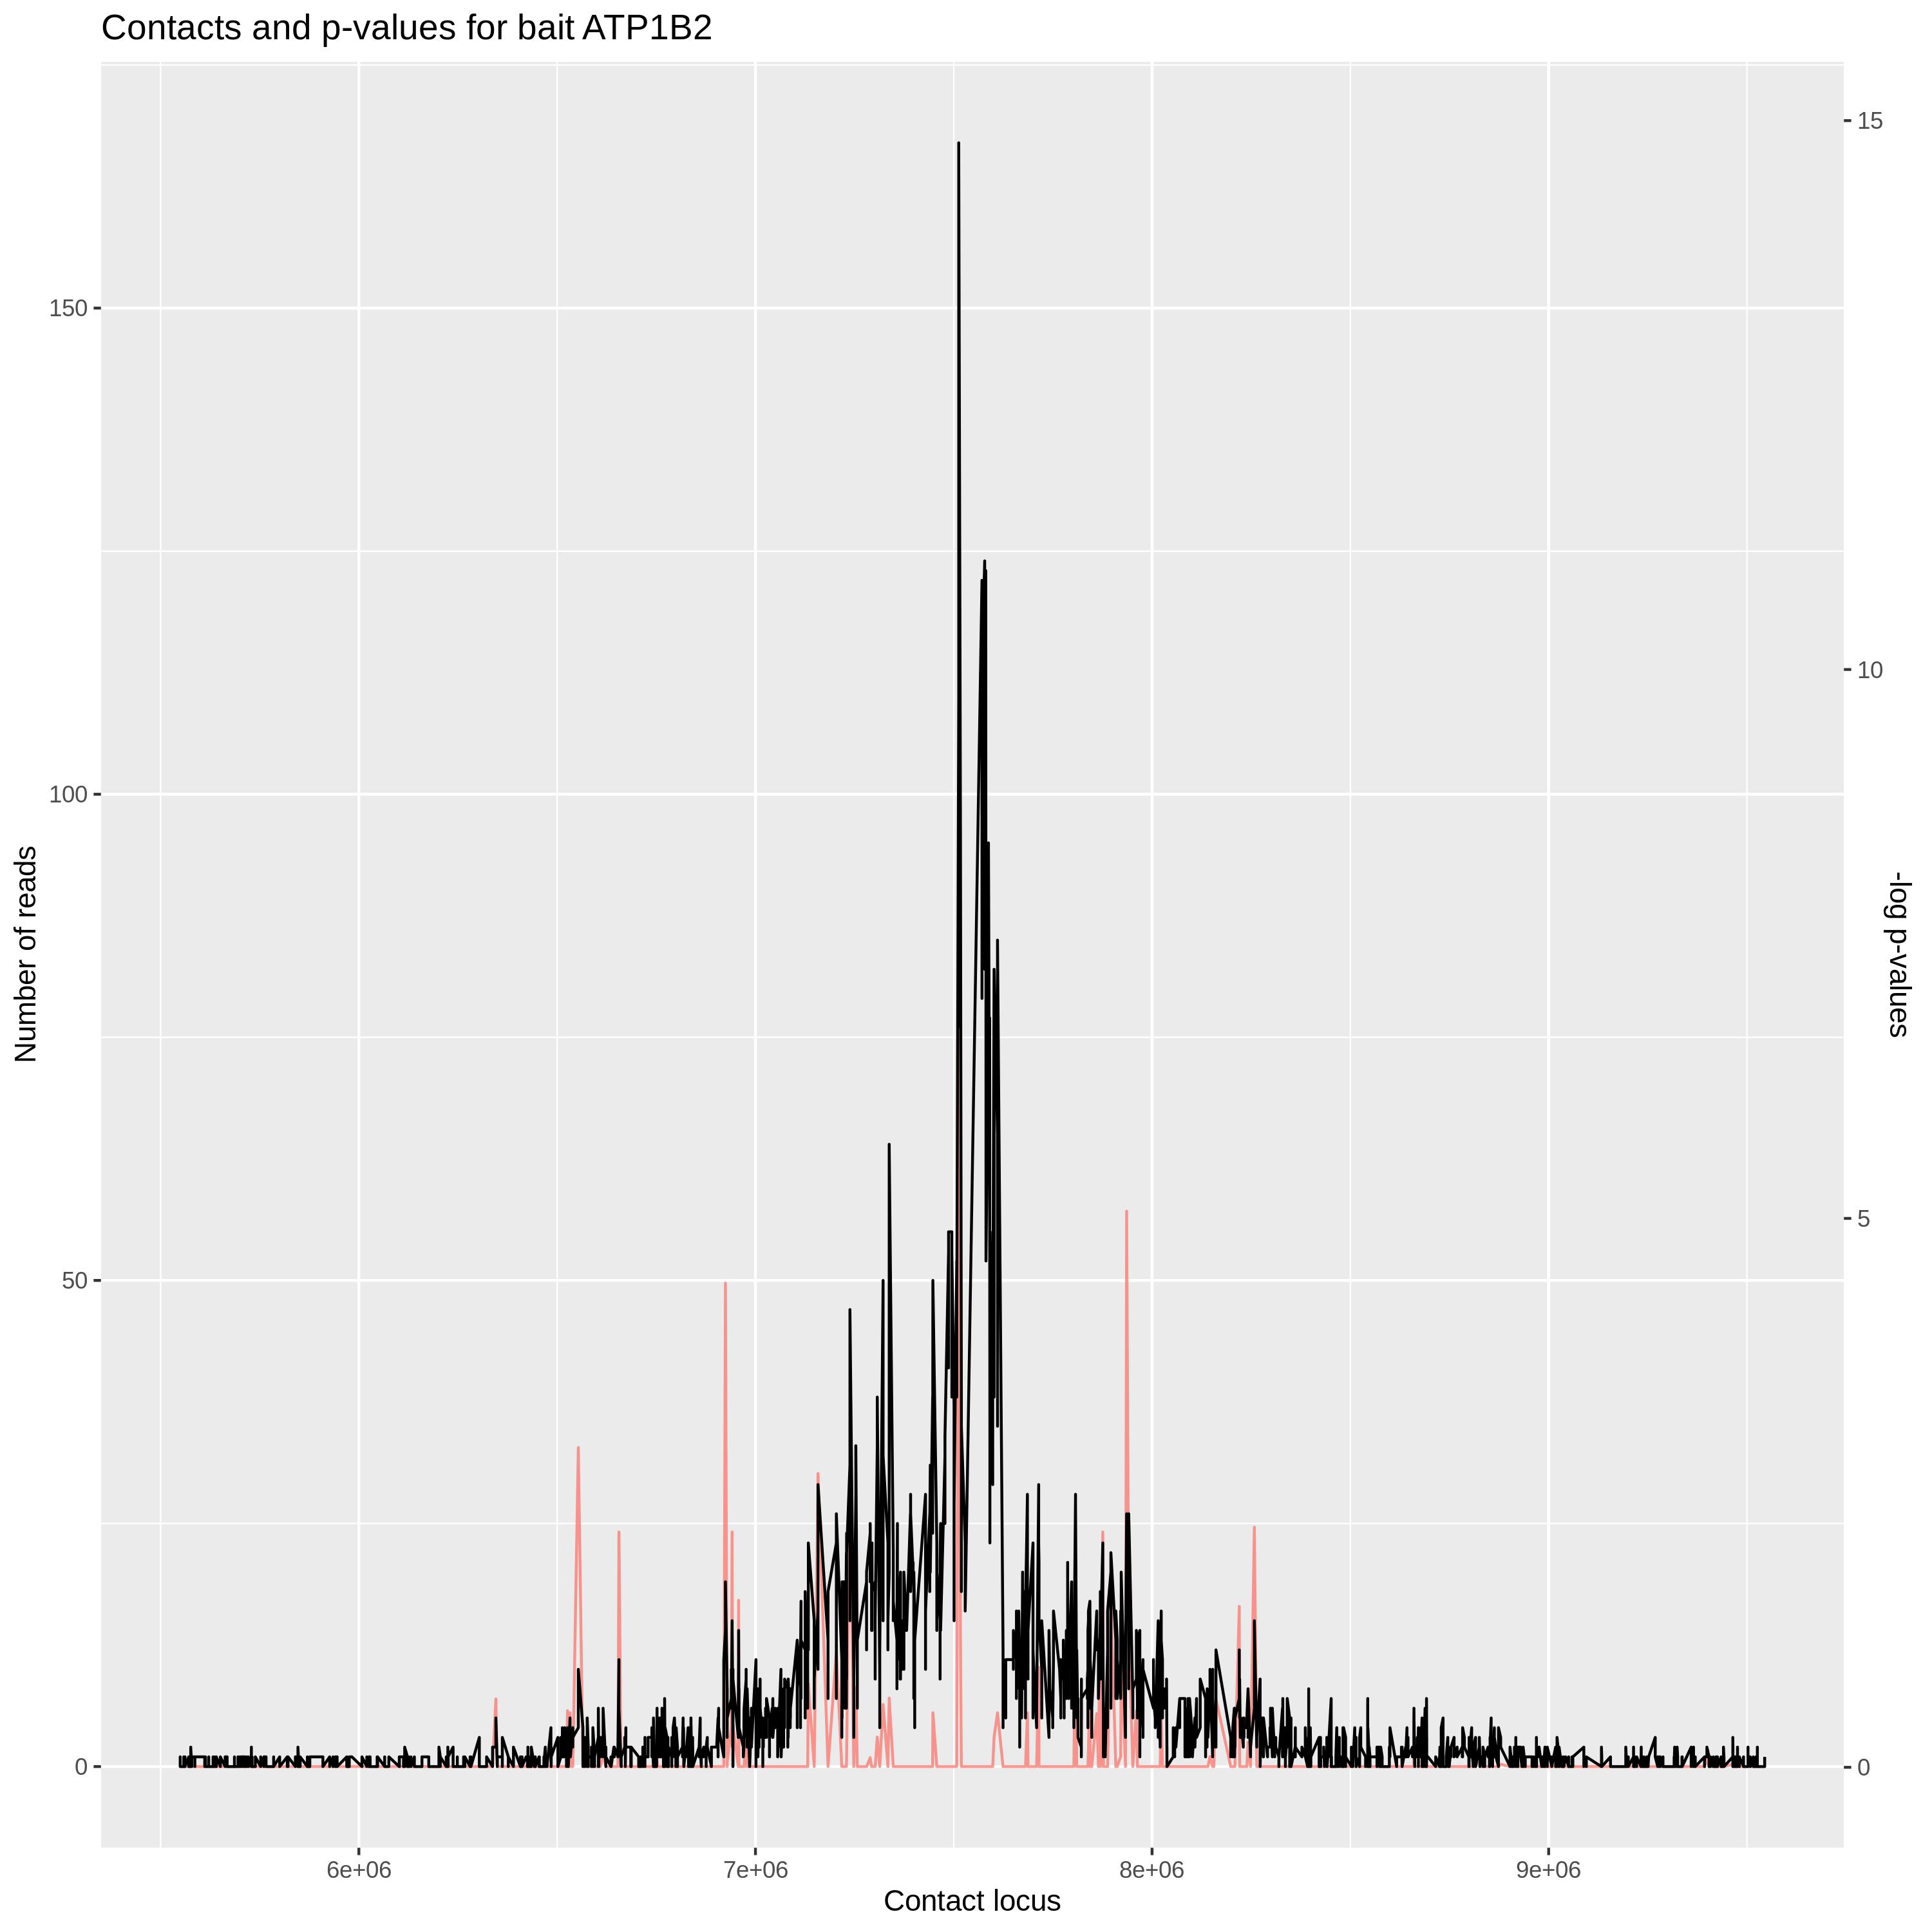 Contacts and p-values for bait ATP1B2
15
150
10
100
Number of reads
-log p-values
5
50
0
0
6e+06
7e+06
8e+06
9e+06
Contact locus